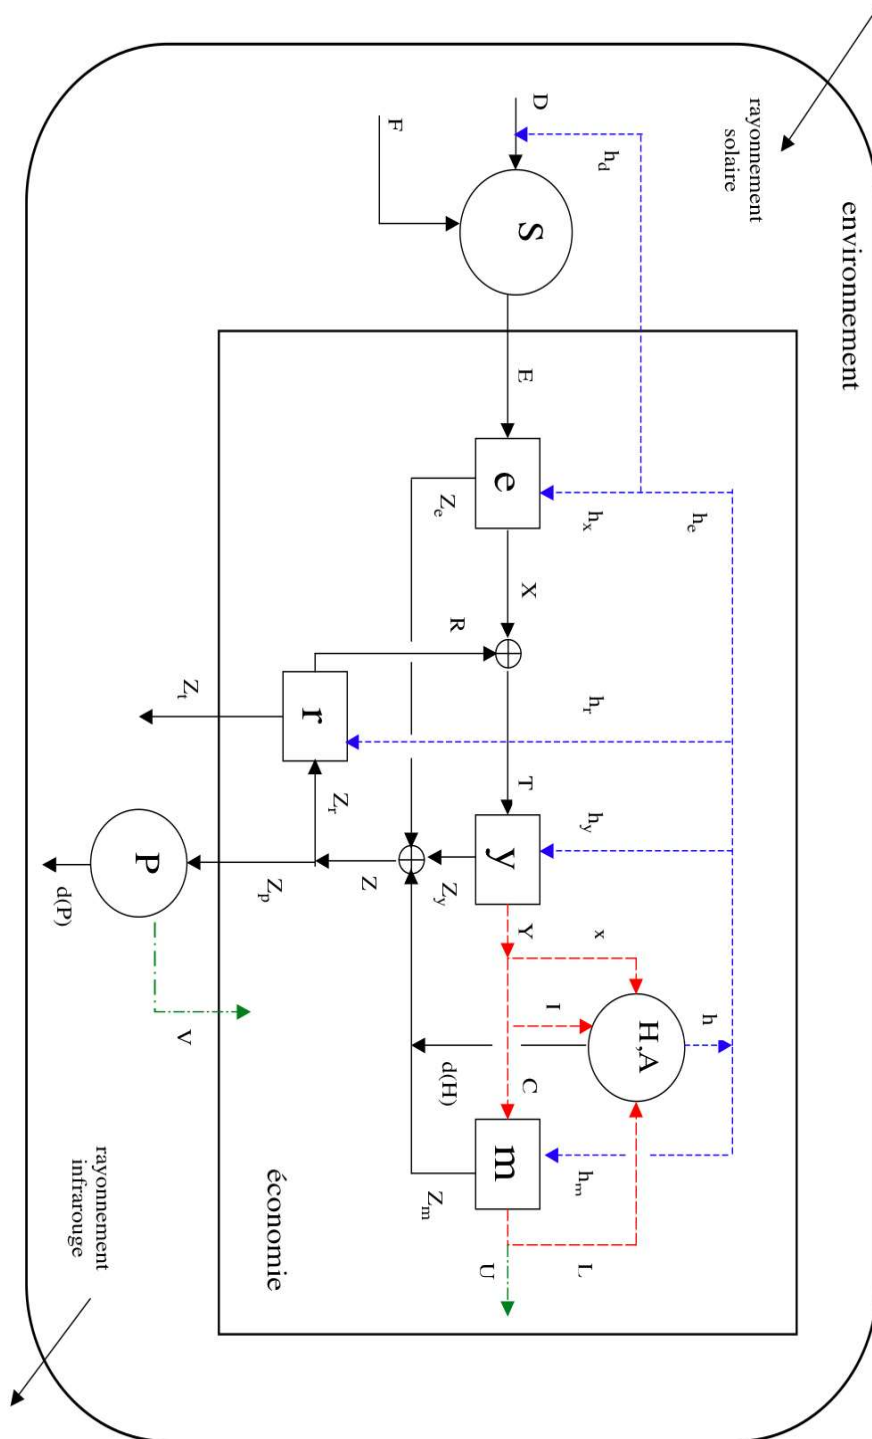 rayonnement
solaire
environnement
D
F
h_d
S
E
e
Z_e
h_x
h_e
X
R
r
Z_t
h_r
T
Z_r
y
h_y
Z_y
Z
Z_p
P
d(P)
V
Y
x
I
H,A
h
d(H)
C
m
h_m
Z_m
U
L
économie
rayonnement
infrarouge